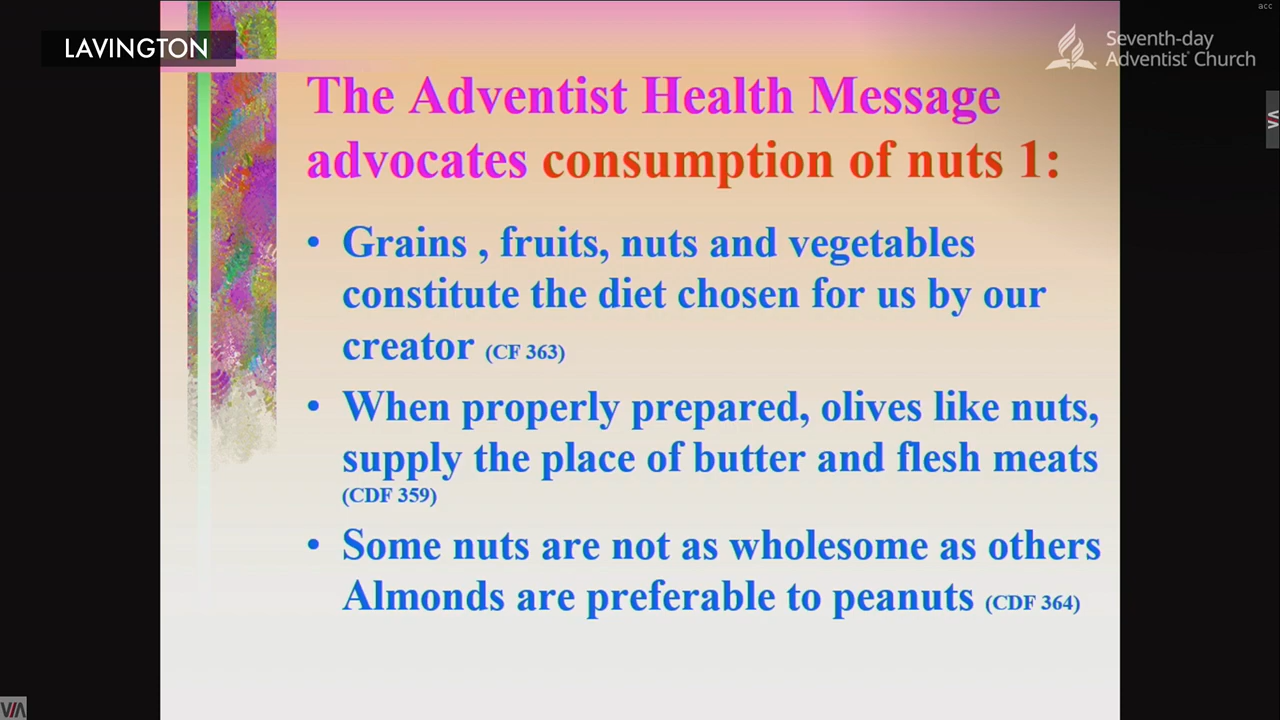 acc
LAVINGTON
Seventh-day
Adventist Church
The Adventist Health Message
advocates consumption of nuts 1:
• Grains , fruits, nuts and vegetables
constitute the diet chosen for us by our
creator (CF 363)
• When properly prepared, olives like nuts,
supply the place of butter and flesh meats
(CDF 359)
• Some nuts are not as wholesome as others
Almonds are preferable to peanuts (CDF 364)
VIA